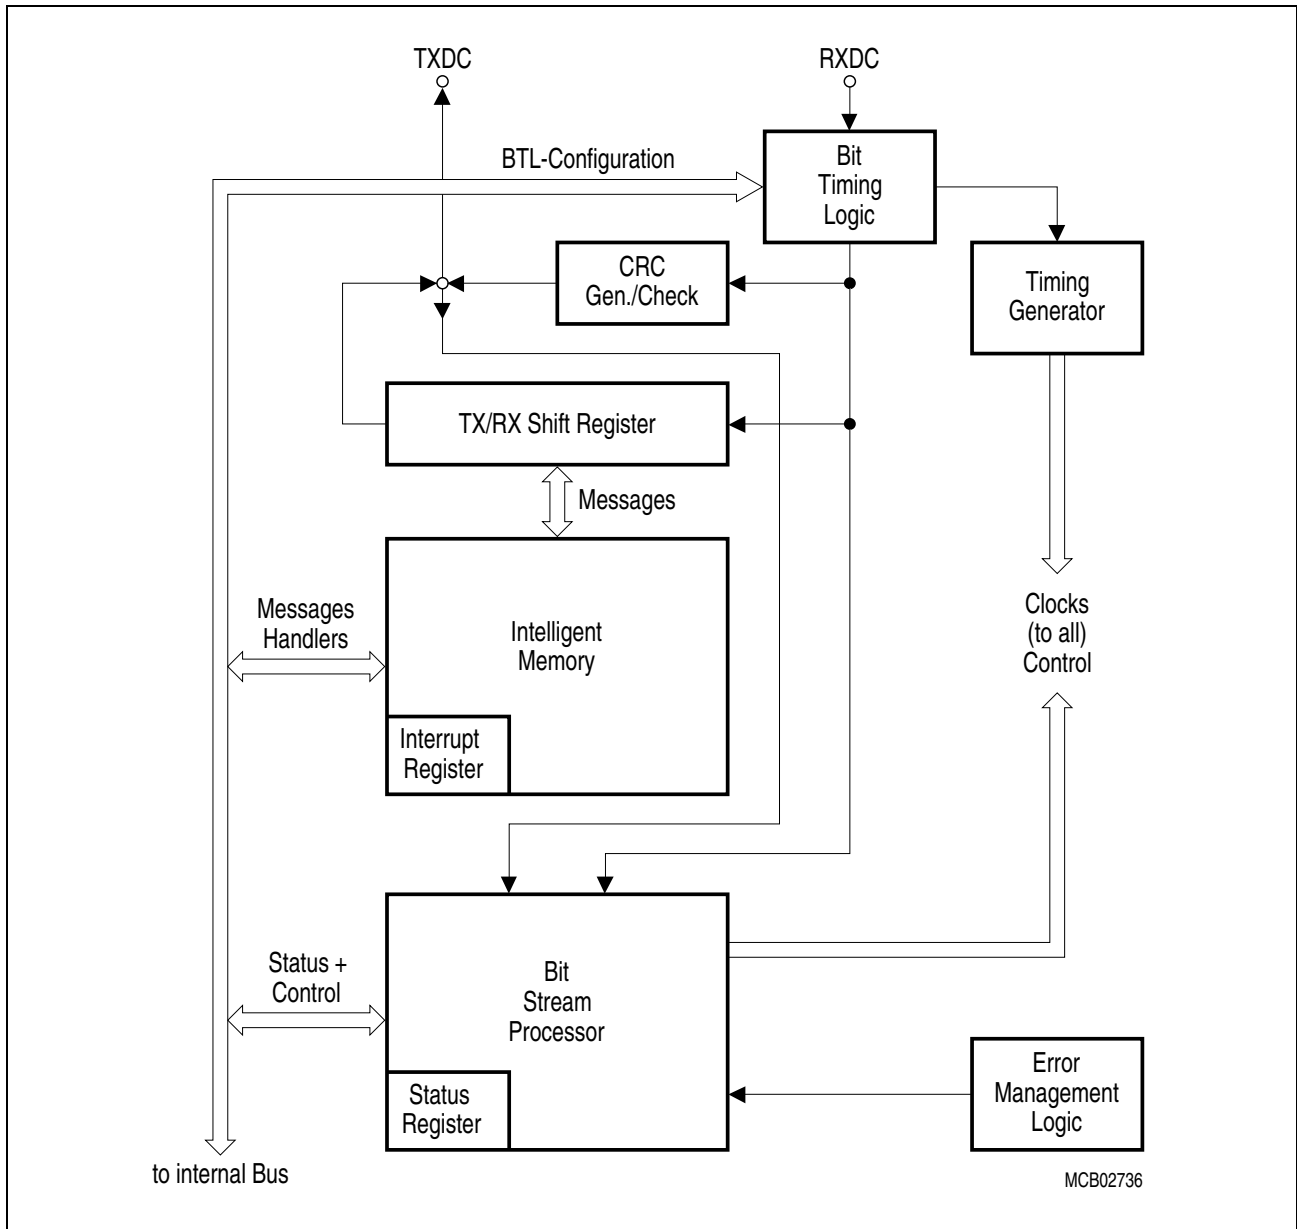 TXDC
RXDC
BTL-Configuration
Bit
Timing
Logic
CRC
Gen./Check
Timing
Generator
TX/RX Shift Register
Messages
Messages
Handlers
Intelligent
Memory
Clocks
(to all)
Control
Interrupt
Register
Status +
Control
Bit
Stream
Processor
Status
Register
Error
Management
Logic
to internal Bus
MCB02736